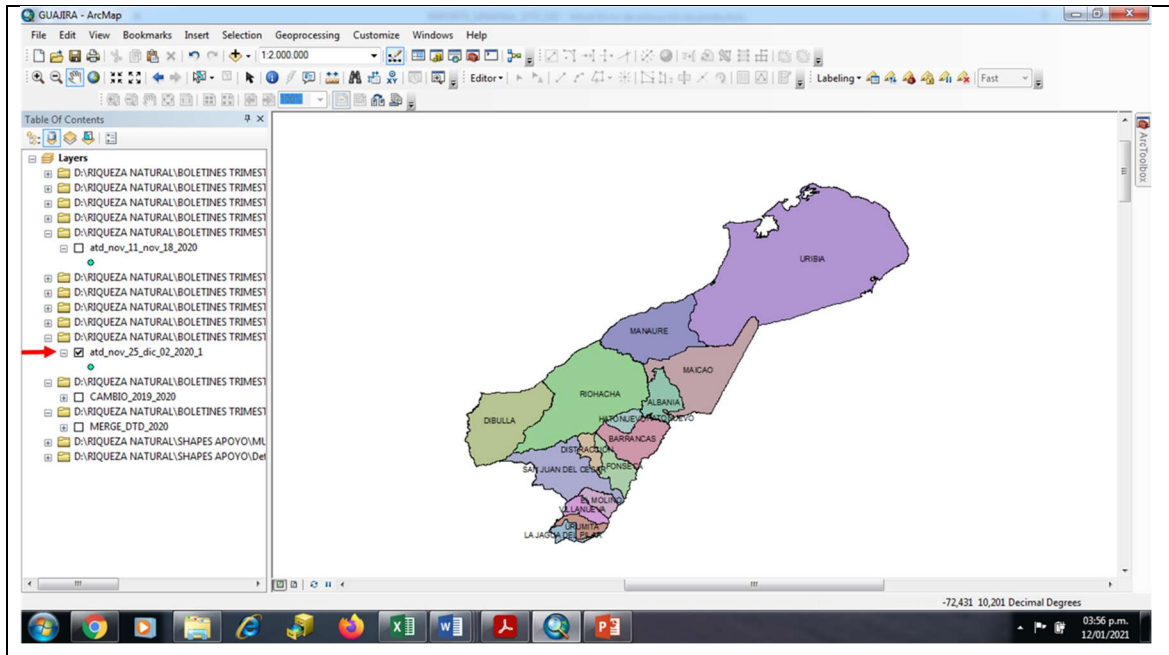 GUAJIRA - ArcMap
File Edit View Bookmarks Insert Selection Geoprocessing Customize Windows Help
1:2.000.000
Editor Labeling Fast
100%
Table Of Contents
Layers
D:\RIQUEZA NATURAL\BOLETINES TRIMEST
D:\RIQUEZA NATURAL\BOLETINES TRIMEST
D:\RIQUEZA NATURAL\BOLETINES TRIMEST
D:\RIQUEZA NATURAL\BOLETINES TRIMEST
D:\RIQUEZA NATURAL\BOLETINES TRIMEST
atd_nov_11_nov_18_2020
D:\RIQUEZA NATURAL\BOLETINES TRIMEST
D:\RIQUEZA NATURAL\BOLETINES TRIMEST
D:\RIQUEZA NATURAL\BOLETINES TRIMEST
D:\RIQUEZA NATURAL\BOLETINES TRIMEST
D:\RIQUEZA NATURAL\BOLETINES TRIMEST
atd_nov_25_dic_02_2020_1
D:\RIQUEZA NATURAL\BOLETINES TRIMEST
CAMBIO_2019_2020
D:\RIQUEZA NATURAL\BOLETINES TRIMEST
MERGE_DTD_2020
D:\RIQUEZA NATURAL\SHAPES APOYO\MU
D:\RIQUEZA NATURAL\SHAPES APOYO\Det
ArcToolbox
URIBIA
MANAURE
MAICAO
RIOHACHA
ALBANIA
DIBULLA
HATONUEVO HATONUEVO
BARRANCAS
DISTRACCION
SAN JUAN DEL CESAR FONSECA
EL MOLINO
VILLANUEVA
URUMITA
LA JAGUA DEL PILAR
-72,431 10,201 Decimal Degrees
03:56 p.m.
12/01/2021